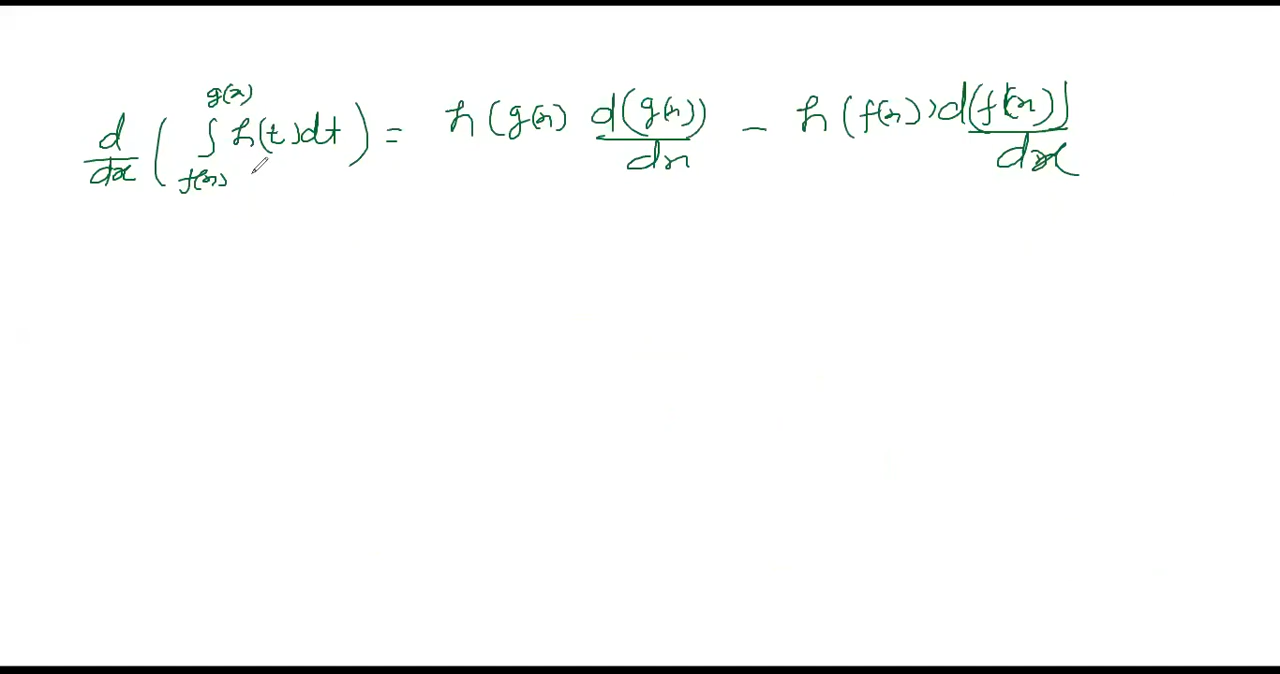 d/dx ( ∫_{f(x)}^{g(x)} h(t)dt ) = h(g(x) d(g(x))/dx - h(f(x)) d(f(x))/dx